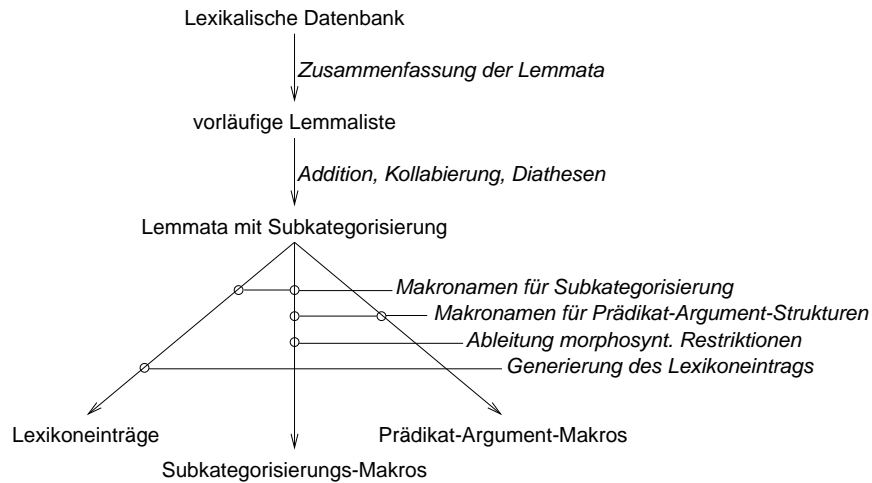 Lexikalische Datenbank
Zusammenfassung der Lemmata
vorläufige Lemmaliste
Addition, Kollabierung, Diathesen
Lemmata mit Subkategorisierung
Makronamen für Subkategorisierung
Makronamen für Prädikat-Argument-Strukturen
Ableitung morphosynt. Restriktionen
Generierung des Lexikoneintrags
Lexikoneinträge
Prädikat-Argument-Makros
Subkategorisierungs-Makros